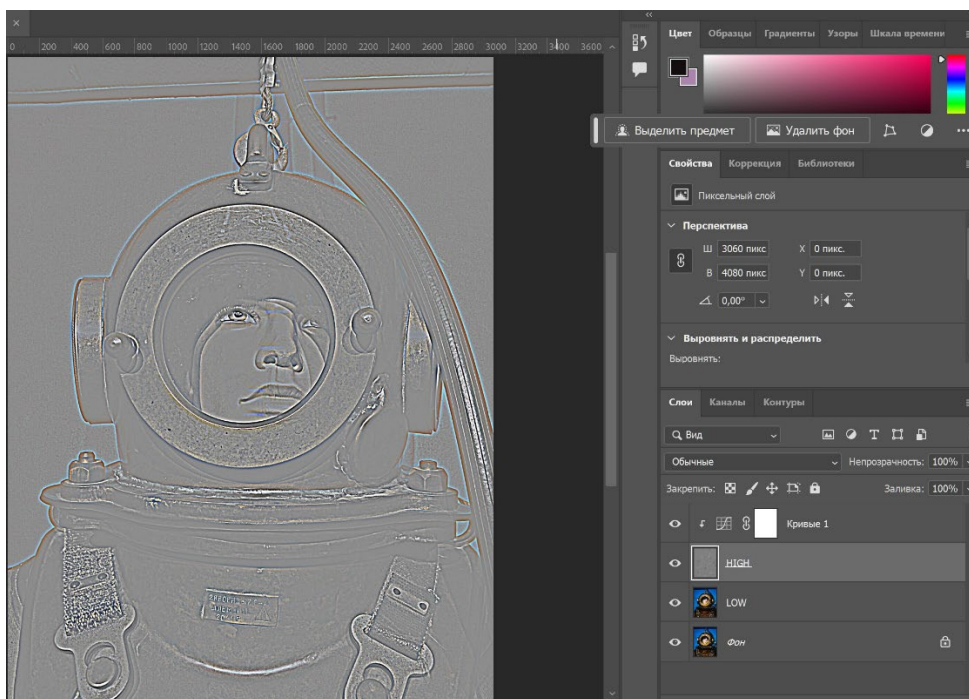 0 200 400 600 800 1000 1200 1400 1600 1800 2000 2200 2400 2600 2800 3000 3200 3400 3600
Цвет Образцы Градиенты Узоры Шкала времени
Выделить предмет Удалить фон
Свойства Коррекция Библиотеки
Пиксельный слой
Перспектива
Ш 3060 пикс X 0 пикс.
В 4080 пикс Y 0 пикс.
0,00°
Выровнять и распределить
Выровнять:
Слои Каналы Контуры
Вид
Обычные Непрозрачность: 100%
Закрепить: Заливка: 100%
Кривые 1
HIGH
LOW
Фон